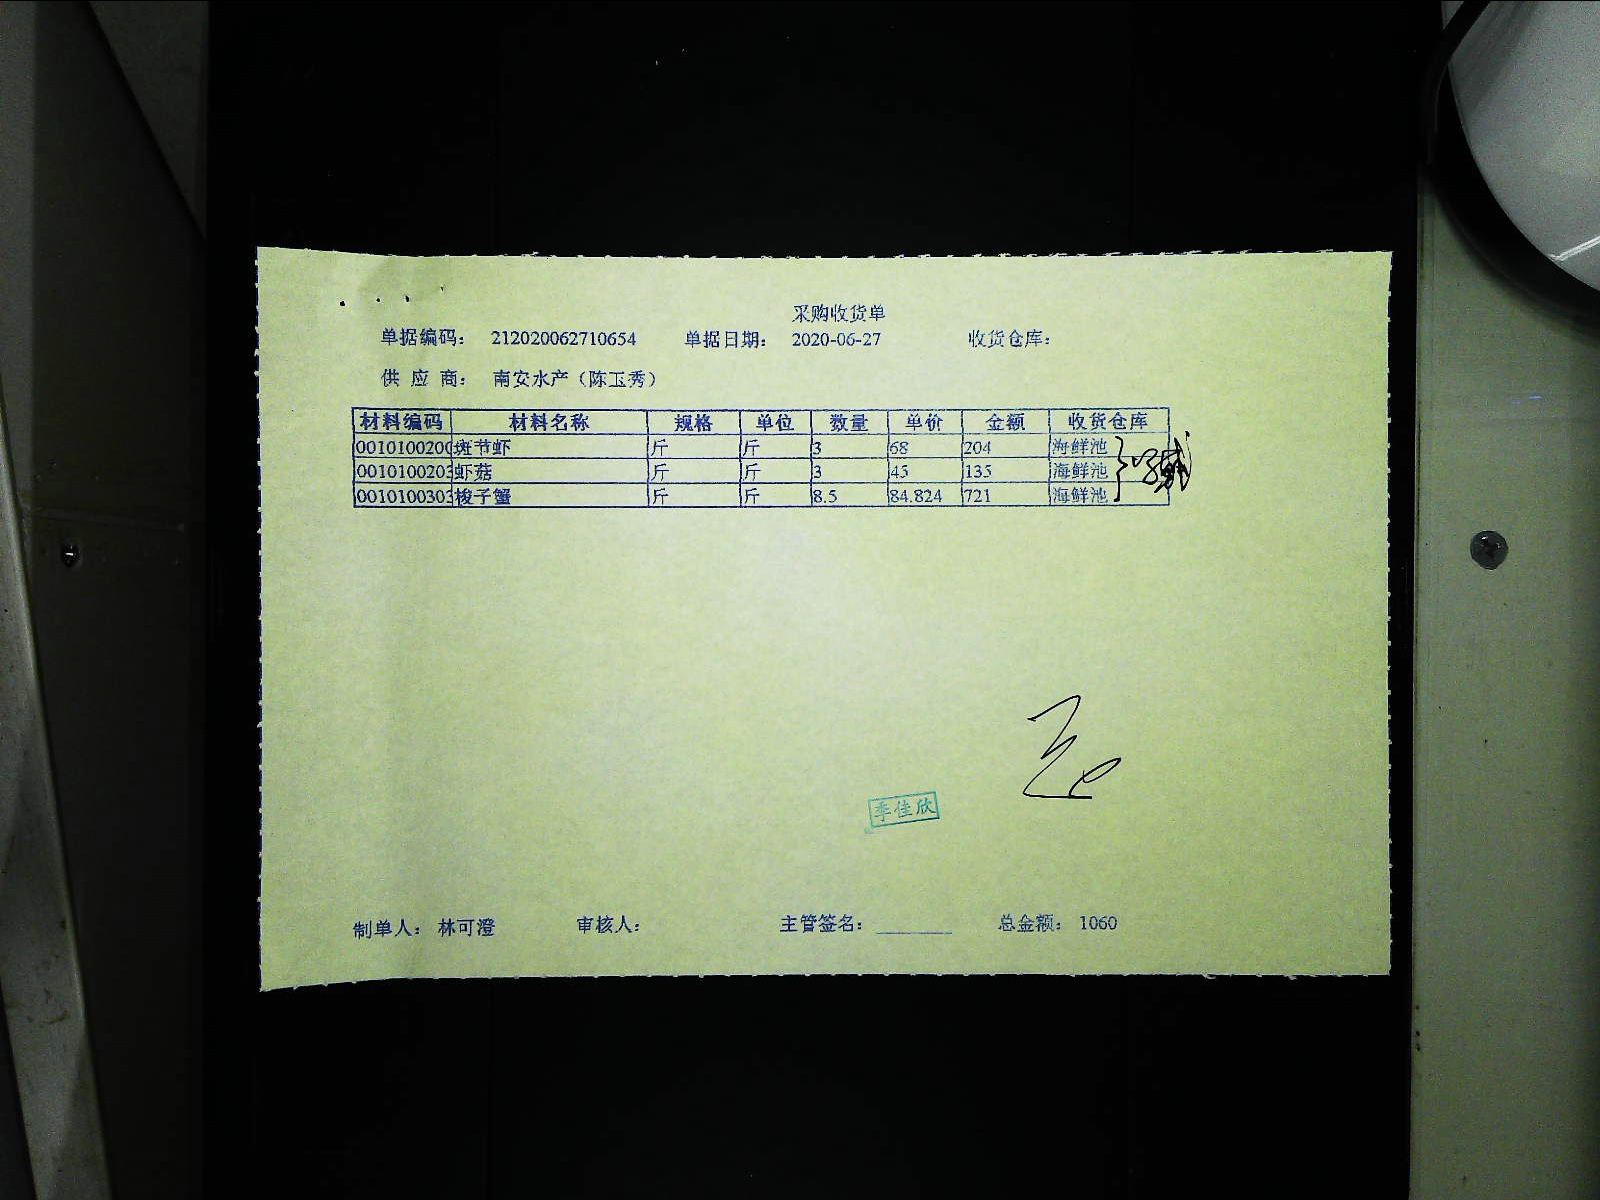 采购收货单
单据编码： 212020062710654 单据日期： 2020-06-27 收货仓库：
供 应 商： 南安水产（陈玉秀）
材料编码 材料名称 规格 单位 数量 单价 金额 收货仓库
001010020 斑节虾 斤 斤 3 68 204 海鲜池
001010020 虾菇 斤 斤 3 45 135 海鲜池
001010030 梭子蟹 斤 斤 8.5 84.824 721 海鲜池
李佳欣
制单人： 林可澄 审核人： 主管签名： 总金额： 1060